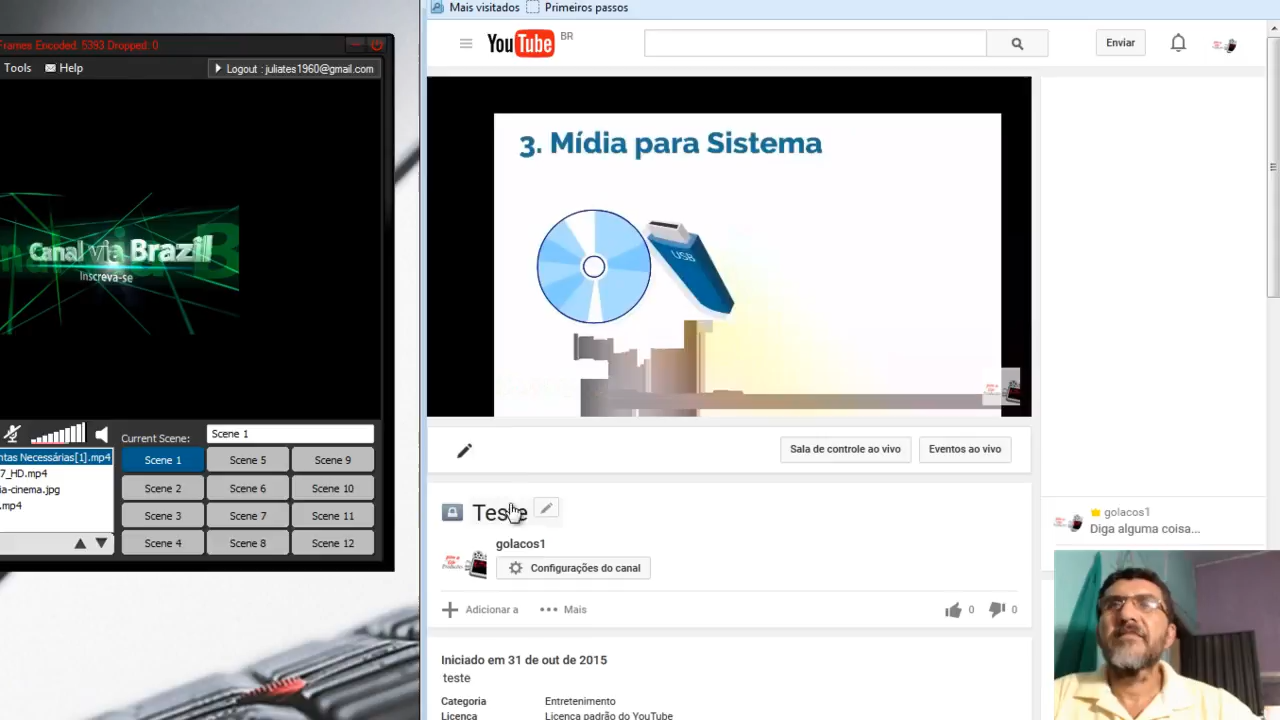 Frames Encoded: 5393 Dropped: 0
Tools
Help
Logout : juliates1960@gmail.com
Canal via Brazil
Inscreva-se
Current Scene:
Scene 1
ntas Necessárias[1].mp4
7_HD.mp4
ia-cinema.jpg
.mp4
Scene 1
Scene 5
Scene 9
Scene 2
Scene 6
Scene 10
Scene 3
Scene 7
Scene 11
Scene 4
Scene 8
Scene 12
Mais visitados
Primeiros passos
YouTube
BR
Enviar
3. Mídia para Sistema
USB
Sala de controle ao vivo
Eventos ao vivo
Teste
golacos1
Configurações do canal
Adicionar a
Mais
0
0
Iniciado em 31 de out de 2015
teste
Categoria
Entretenimento
Licença
Licença padrão do YouTube
golacos1
Diga alguma coisa...